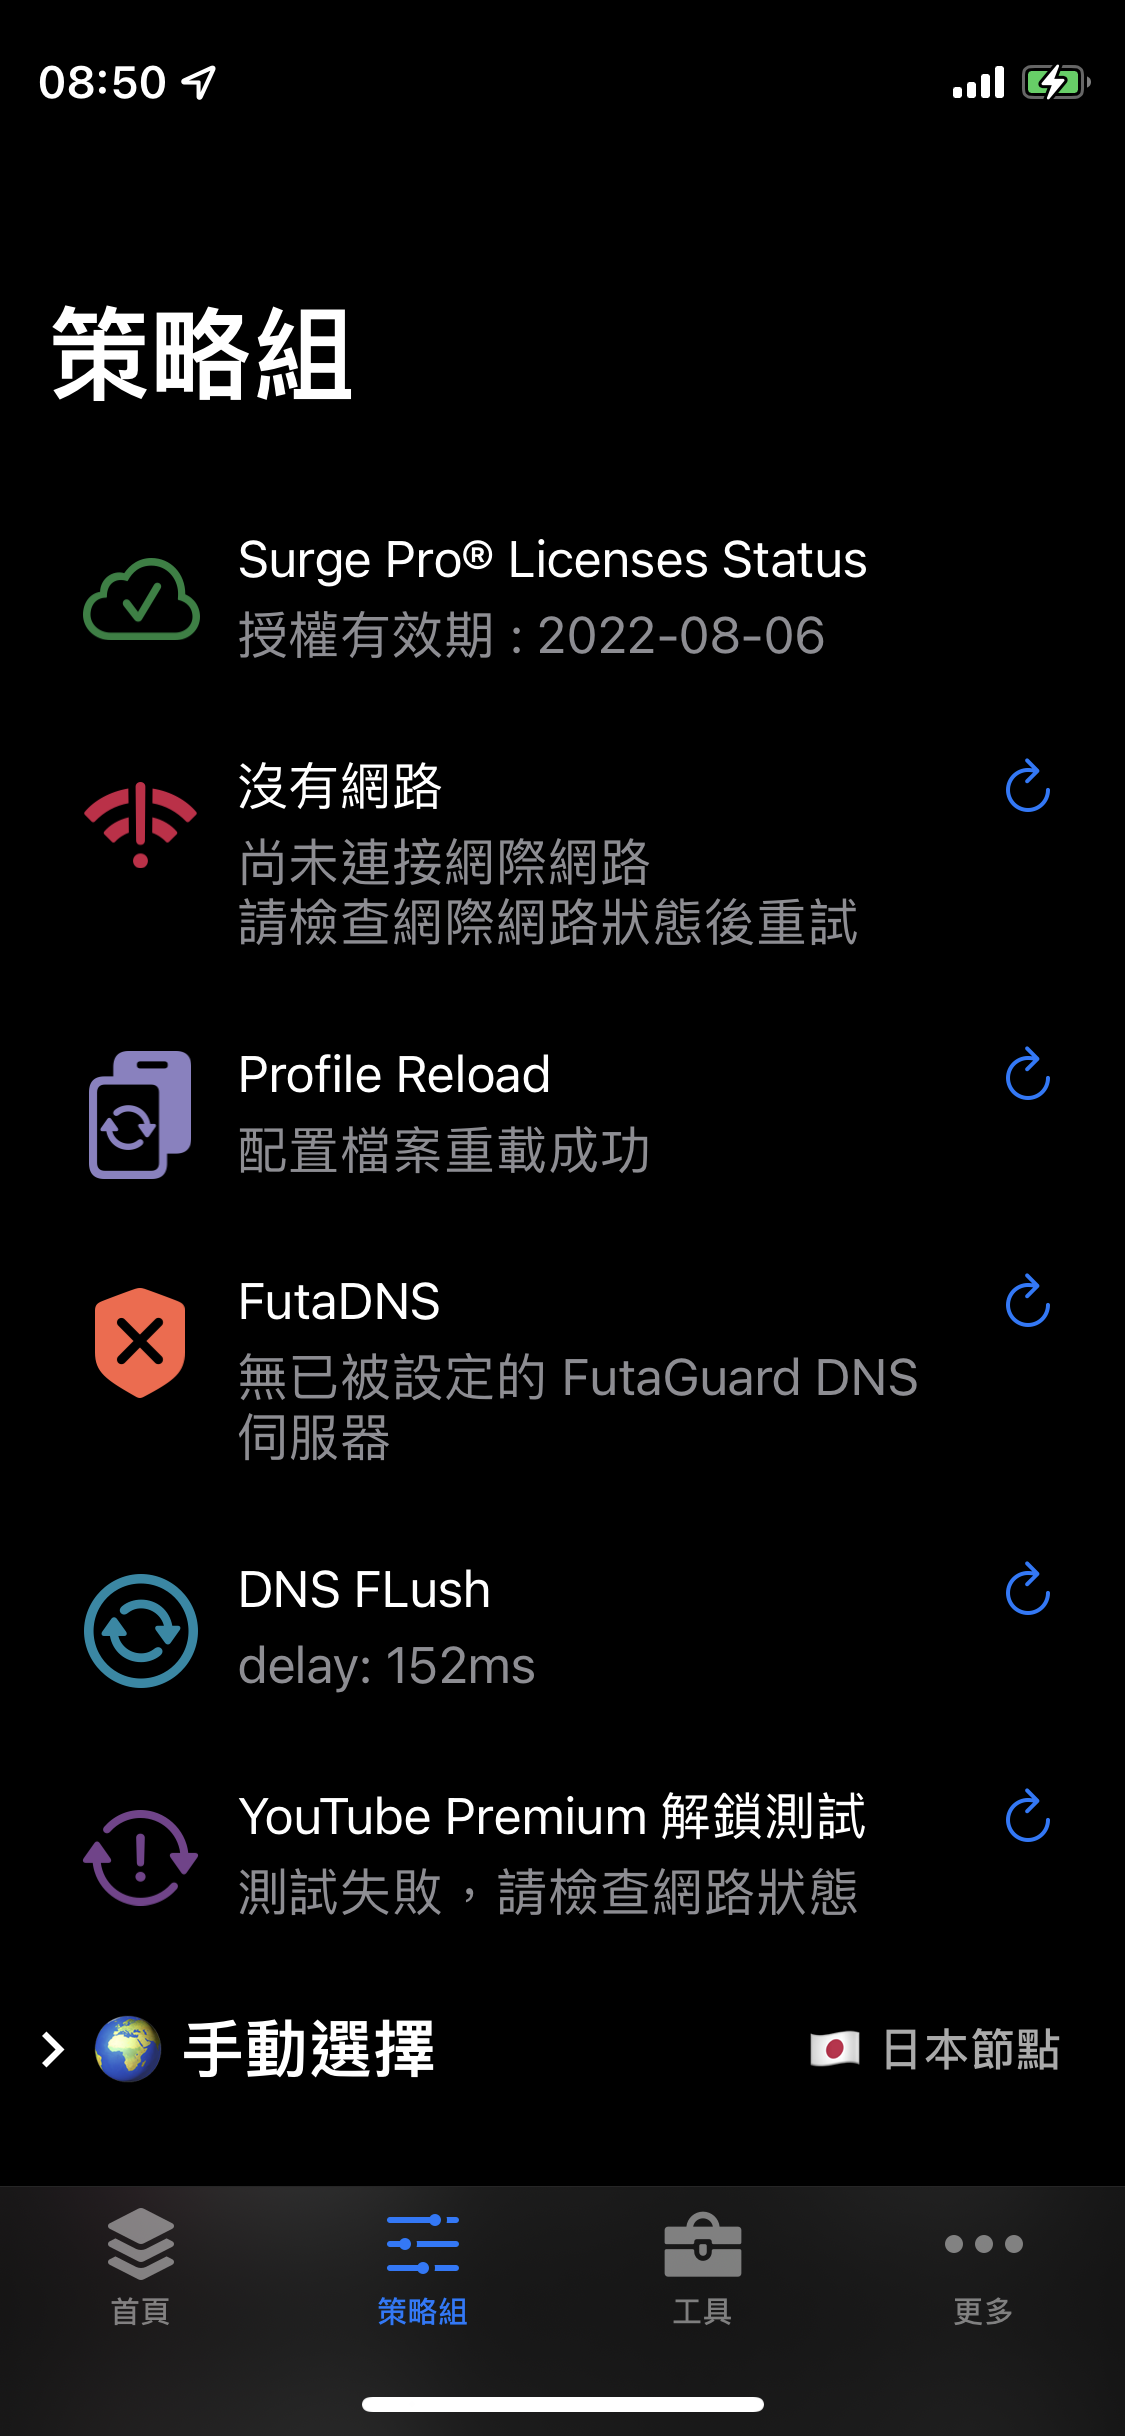 08:50
策略組
Surge Pro® Licenses Status
授權有效期 : 2022-08-06
沒有網路
尚未連接網際網路
請檢查網際網路狀態後重試
Profile Reload
配置檔案重載成功
FutaDNS
無已被設定的 FutaGuard DNS
伺服器
DNS FLush
delay: 152ms
YouTube Premium 解鎖測試
測試失敗，請檢查網路狀態
🌍 手動選擇 🇯🇵 日本節點
首頁 策略組 工具 更多